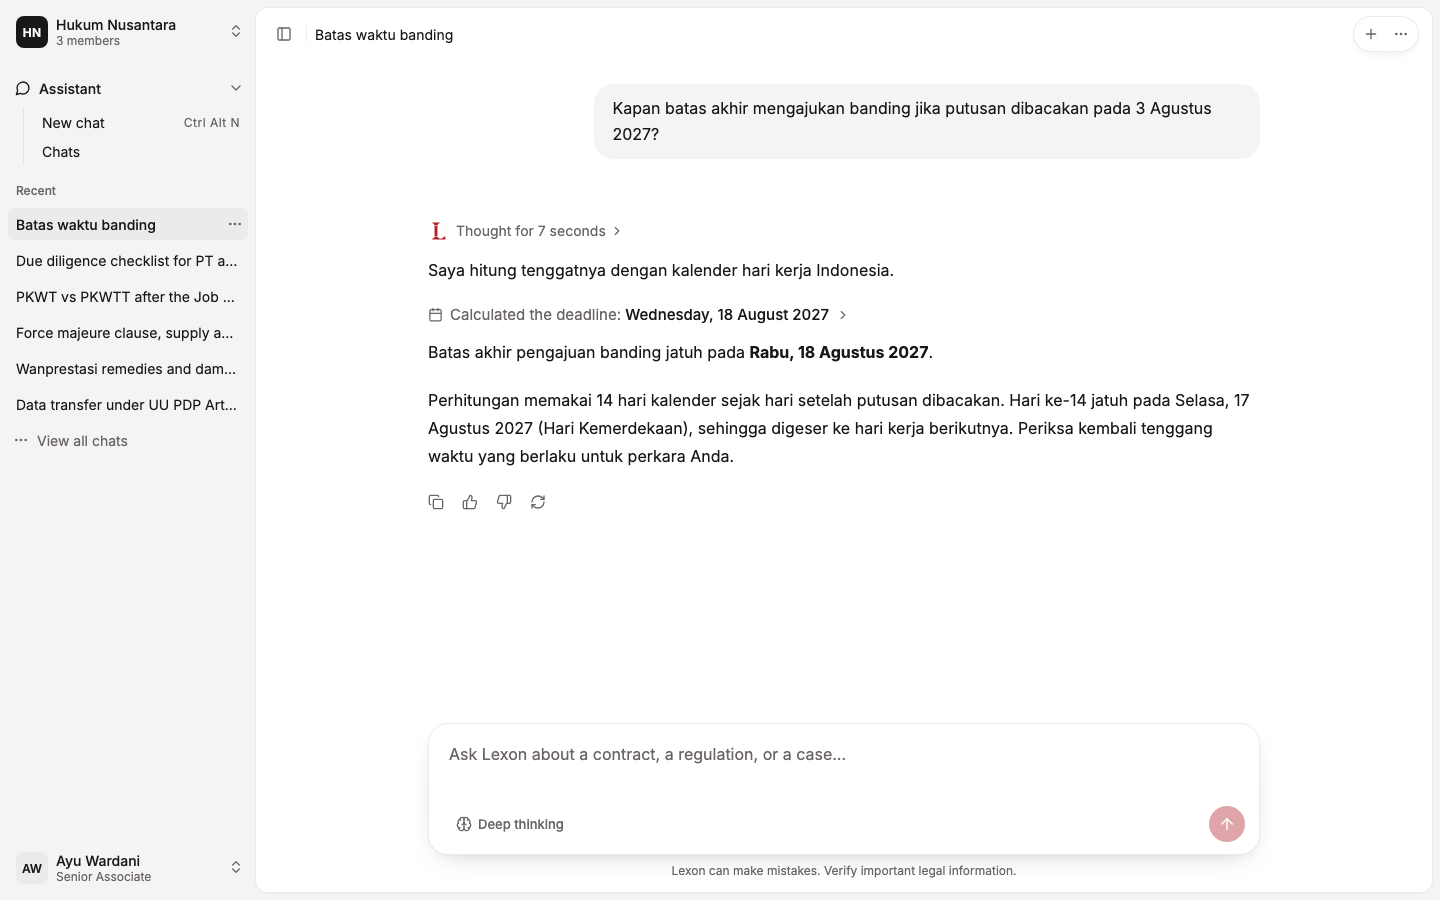 HN
Hukum Nusantara
3 members
Assistant
New chat
Ctrl Alt N
Chats
Recent
Batas waktu banding
Due diligence checklist for PT a...
PKWT vs PKWTT after the Job ...
Force majeure clause, supply a...
Wanprestasi remedies and dam...
Data transfer under UU PDP Art...
View all chats
AW
Ayu Wardani
Senior Associate
Batas waktu banding
Kapan batas akhir mengajukan banding jika putusan dibacakan pada 3 Agustus
2027?
L
Thought for 7 seconds
Saya hitung tenggatnya dengan kalender hari kerja Indonesia.
Calculated the deadline: Wednesday, 18 August 2027
Batas akhir pengajuan banding jatuh pada Rabu, 18 Agustus 2027.
Perhitungan memakai 14 hari kalender sejak hari setelah putusan dibacakan. Hari ke-14 jatuh pada Selasa, 17
Agustus 2027 (Hari Kemerdekaan), sehingga digeser ke hari kerja berikutnya. Periksa kembali tenggang
waktu yang berlaku untuk perkara Anda.
Ask Lexon about a contract, a regulation, or a case...
Deep thinking
Lexon can make mistakes. Verify important legal information.